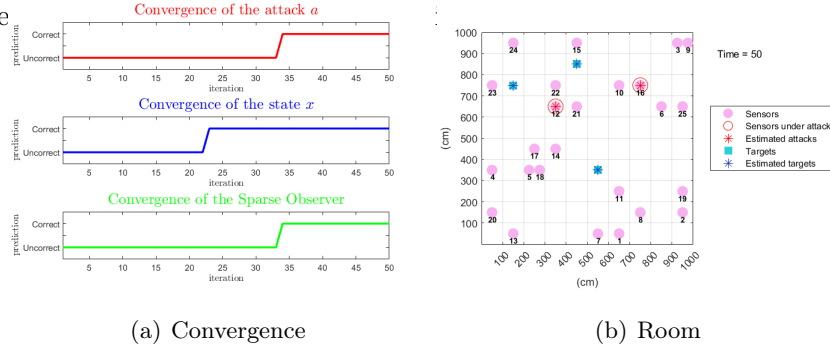 e
Convergence of the attack a
Correct
Uncorrect
prediction
5 10 15 20 25 30 35 40 45 50
iteration
Convergence of the state x
Correct
Uncorrect
prediction
5 10 15 20 25 30 35 40 45 50
iteration
Convergence of the Sparse Observer
Correct
Uncorrect
prediction
5 10 15 20 25 30 35 40 45 50
iteration
(a) Convergence
1000
900
800
700
600
500
400
300
200
100
(cm)
24 15 3 9
23 22 10 16
12 21 6 25
17 14
4 5 18
11 19
20 8 2
13 7 1
100 200 300 400 500 600 700 800 900 1000
(cm)
Time = 50
Sensors
Sensors under attack
Estimated attacks
Targets
Estimated targets
(b) Room